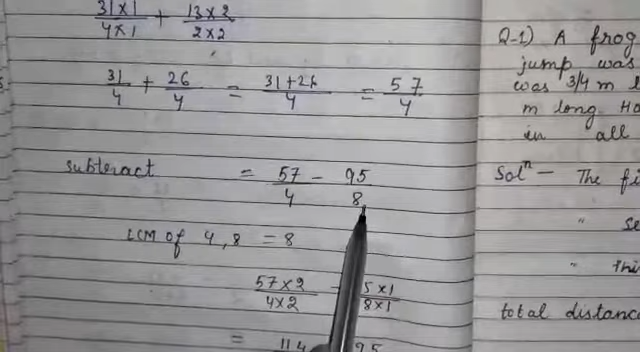 31×1/4×1 + 13×2/2×2
31/4 + 26/4 = 31+26/4 = 57/4
subtract = 57/4 - 95/8
LCM of 4,8 = 8
57×2/4×2 - 5×1/8×1
= 114 95
Q-1) A frog
jump was
was 3/4 m
m long. Ho
in all
Solⁿ - The fi
" se
" thi
total distanc